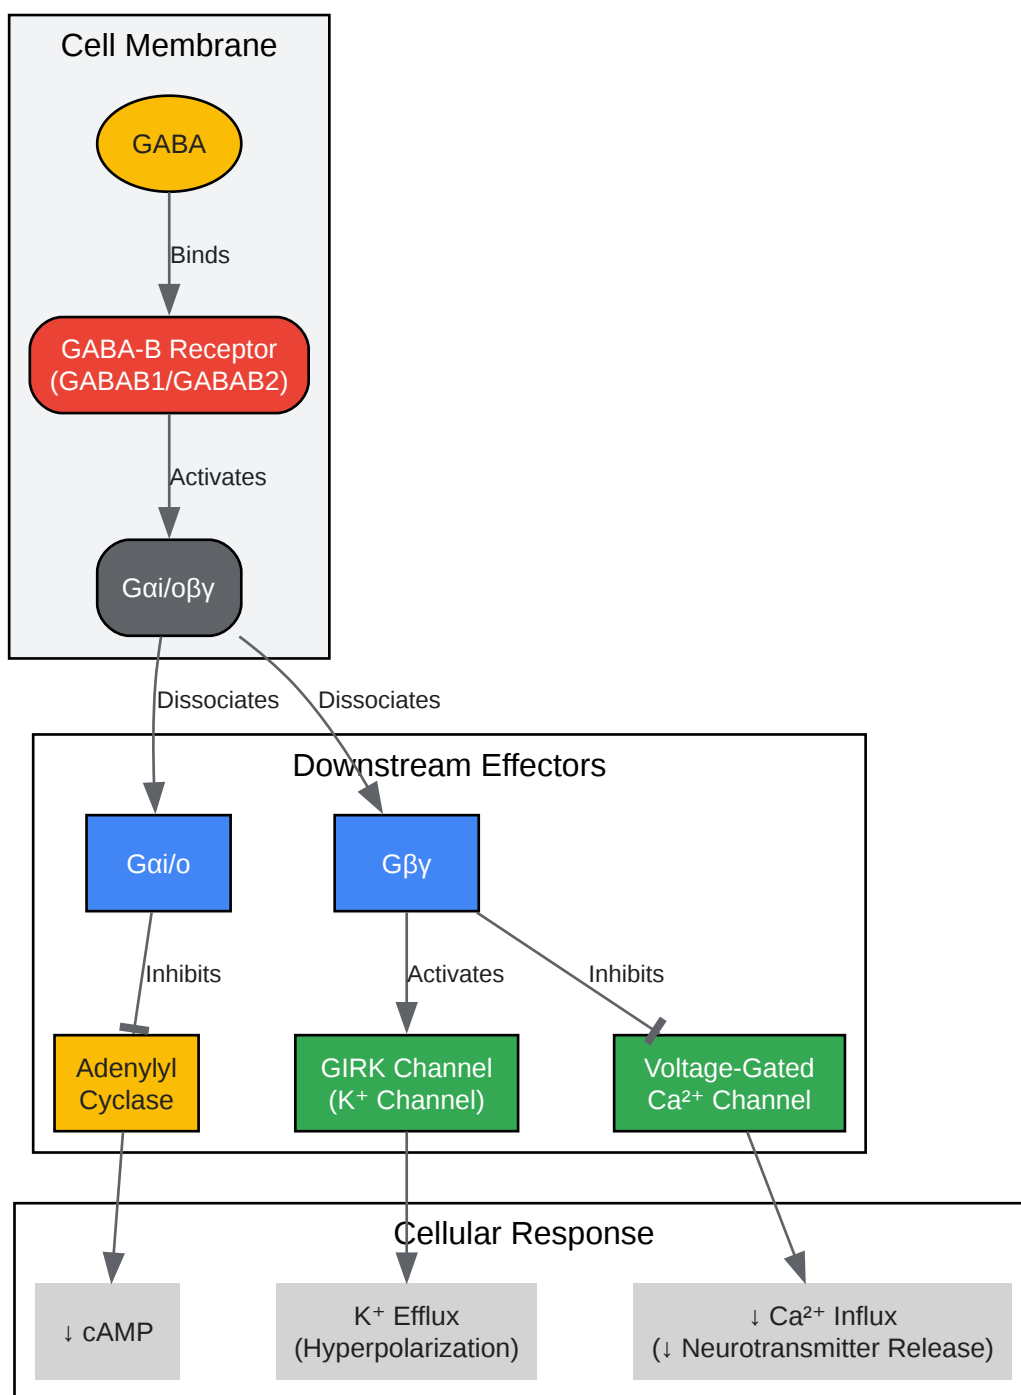 Cell Membrane
GABA
Binds
GABA-B Receptor
(GABAB1/GABAB2)
Activates
Gαi/oβγ
Dissociates
Dissociates
Downstream Effectors
Gαi/o
Gβγ
Inhibits
Activates
Inhibits
Adenylyl
Cyclase
GIRK Channel
(K⁺ Channel)
Voltage-Gated
Ca²⁺ Channel
Cellular Response
↓ cAMP
K⁺ Efflux
(Hyperpolarization)
↓ Ca²⁺ Influx
(↓ Neurotransmitter Release)